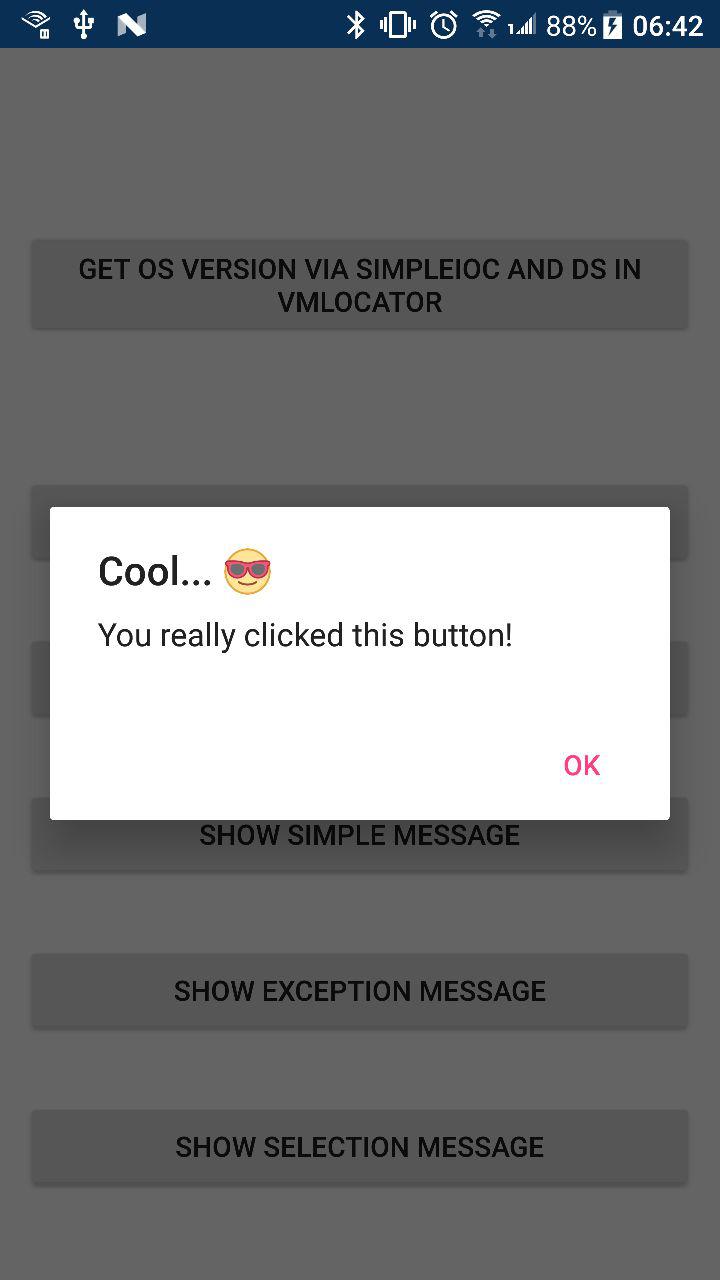 88% 06:42
GET OS VERSION VIA SIMPLEIOC AND DS IN
VMLOCATOR
Cool... 😎
You really clicked this button!
OK
SHOW SIMPLE MESSAGE
SHOW EXCEPTION MESSAGE
SHOW SELECTION MESSAGE